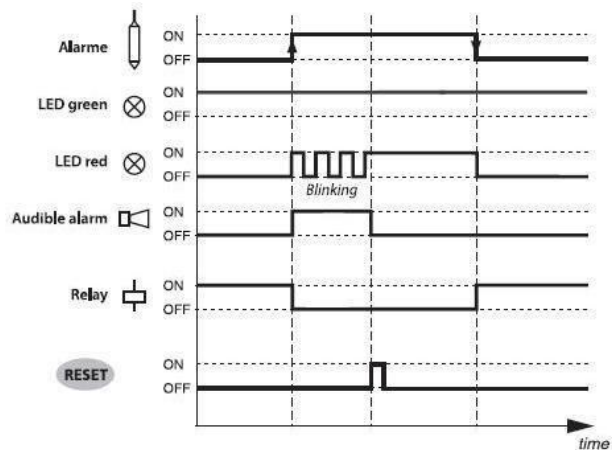 Alarme ON
OFF
LED green ON
OFF
LED red ON
OFF
Blinking
Audible alarm ON
OFF
Relay ON
OFF
RESET ON
OFF
time